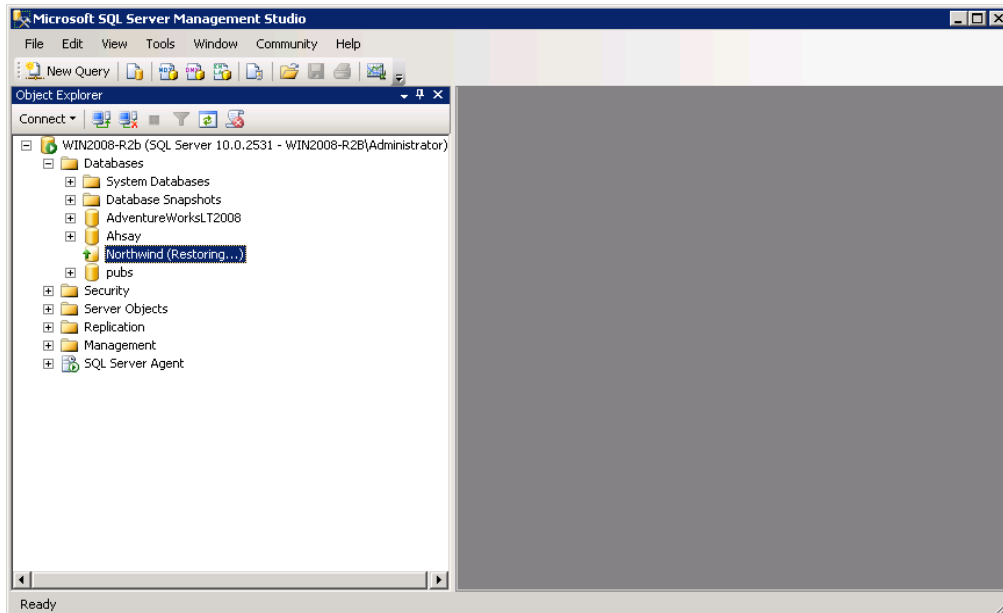 Microsoft SQL Server Management Studio
File Edit View Tools Window Community Help
New Query
Object Explorer
Connect
WIN2008-R2b (SQL Server 10.0.2531 - WIN2008-R2B\Administrator)
Databases
System Databases
Database Snapshots
AdventureWorksLT2008
Ahsay
Northwind (Restoring...)
pubs
Security
Server Objects
Replication
Management
SQL Server Agent
Ready